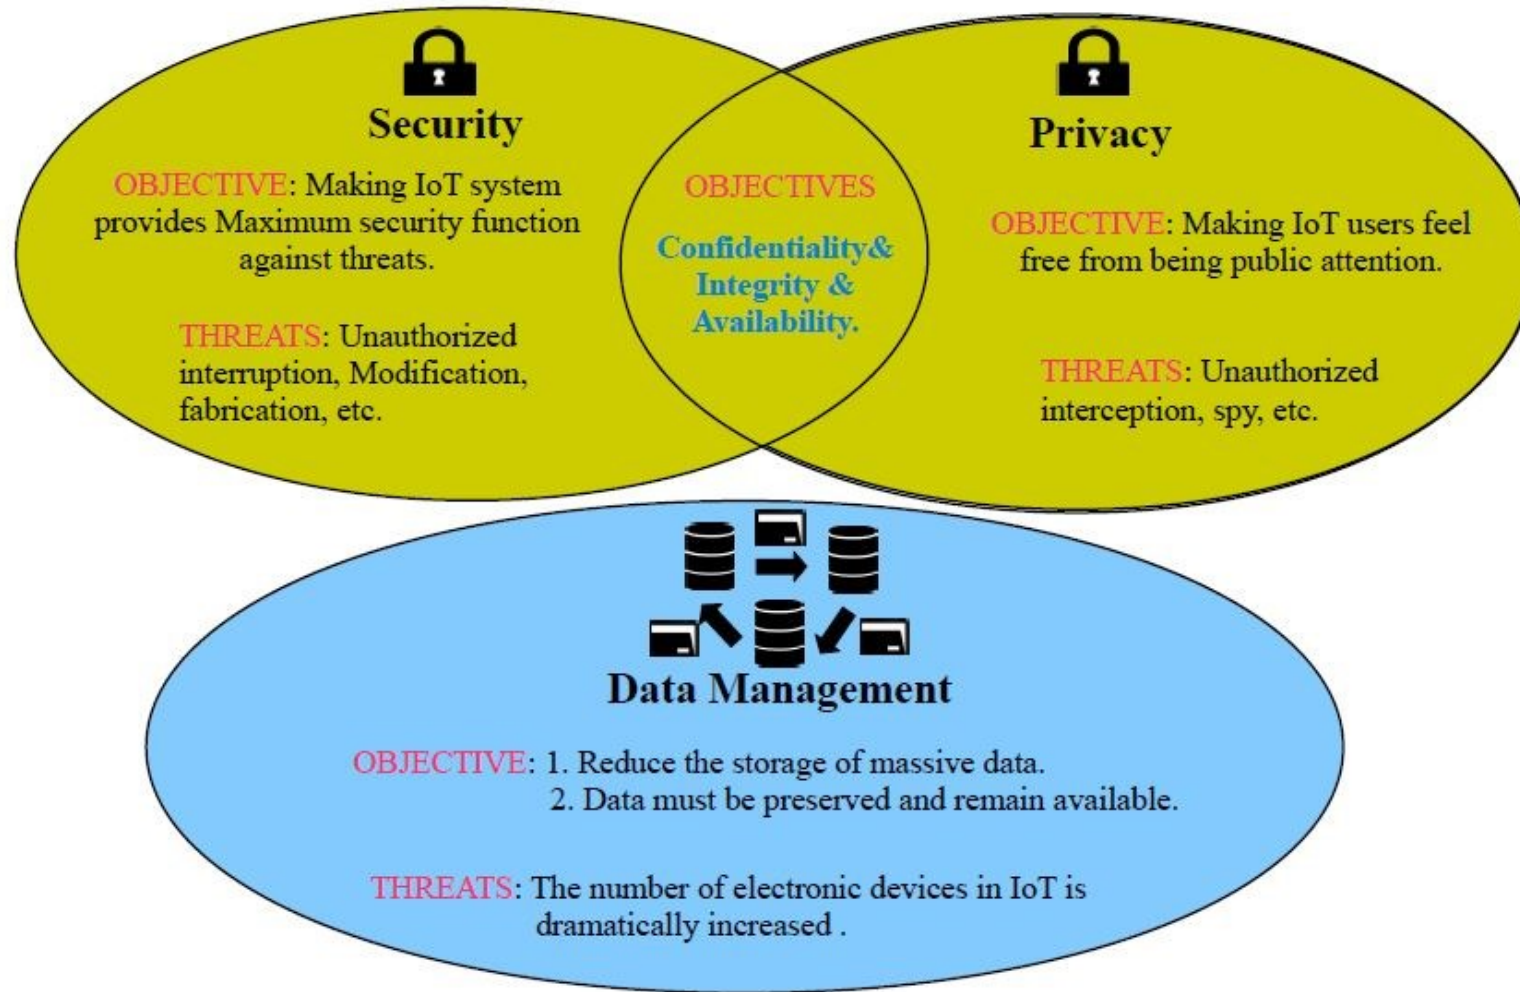 Security
OBJECTIVE: Making IoT system
provides Maximum security function
against threats.
THREATS: Unauthorized
interruption, Modification,
fabrication, etc.
OBJECTIVES
Confidentiality&
Integrity &
Availability.
Privacy
OBJECTIVE: Making IoT users feel
free from being public attention.
THREATS: Unauthorized
interception, spy, etc.
Data Management
OBJECTIVE: 1. Reduce the storage of massive data.
2. Data must be preserved and remain available.
THREATS: The number of electronic devices in IoT is
dramatically increased .